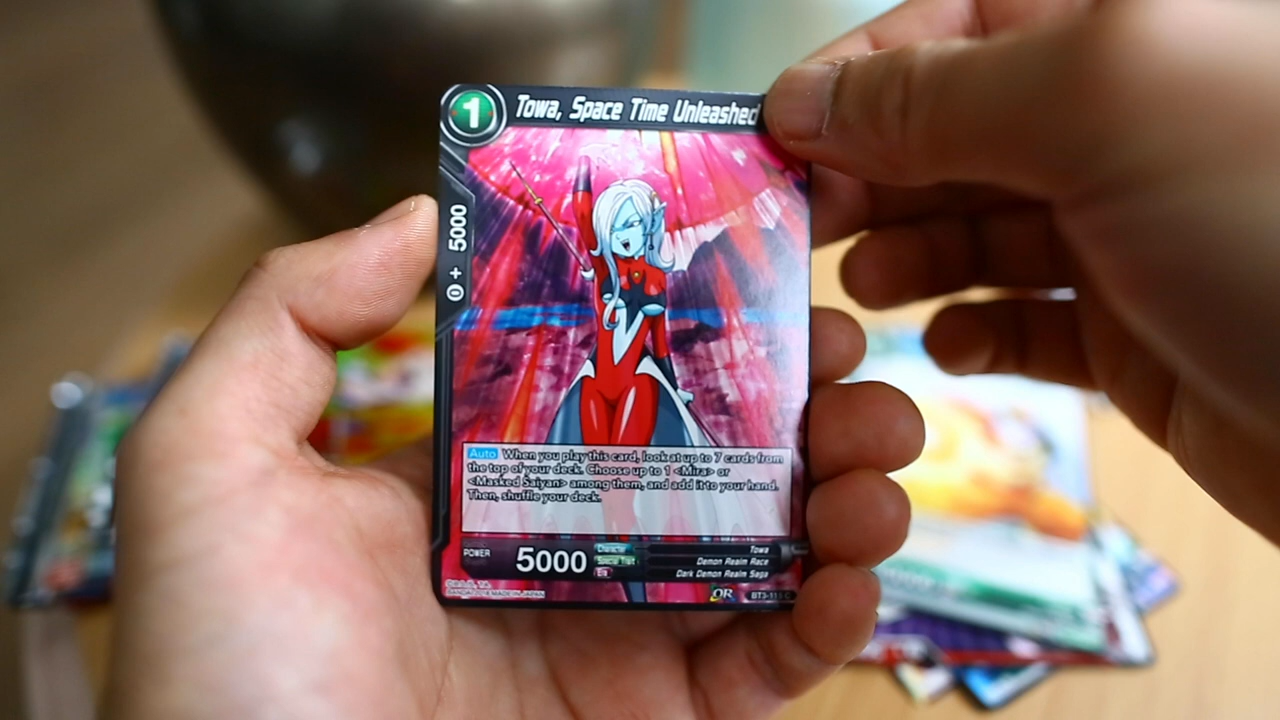 1
Towa, Space Time Unleashed
0 + 5000
Auto When you play this card, look at up to 7 cards from
the top of your deck. Choose up to 1 <Mira> or
<Masked Saiyan> among them, and add it to your hand.
Then, shuffle your deck.
POWER 5000
Character Towa
Special Trait Demon Realm Race
Era Dark Demon Realm Saga
BANDAI 2018 MADE IN JAPAN